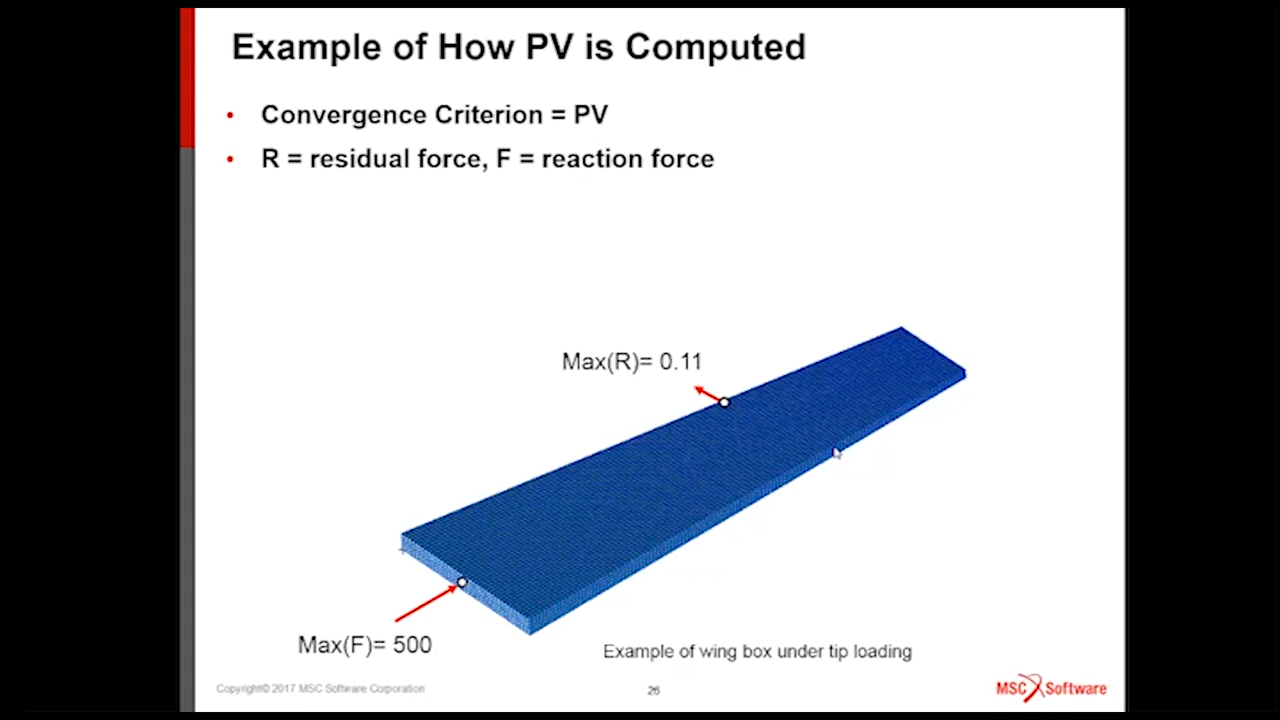 Example of How PV is Computed
• Convergence Criterion = PV
• R = residual force, F = reaction force
Max(R)= 0.11
Max(F)= 500
Example of wing box under tip loading
Copyright© 2017 MSC Software Corporation
26
MSC Software